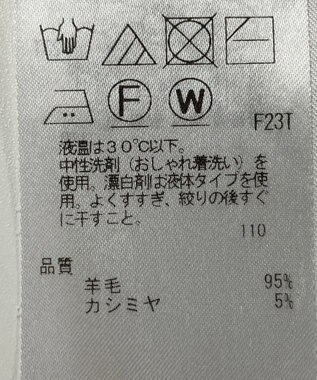 F
W
F23T
液温は30℃以下。
中性洗剤(おしゃれ着洗い)を
使用。漂白剤は液体タイプを使
用。よくすすぎ、絞りの後すぐ
に干すこと。
110
品質
羊毛 95%
カシミヤ 5%